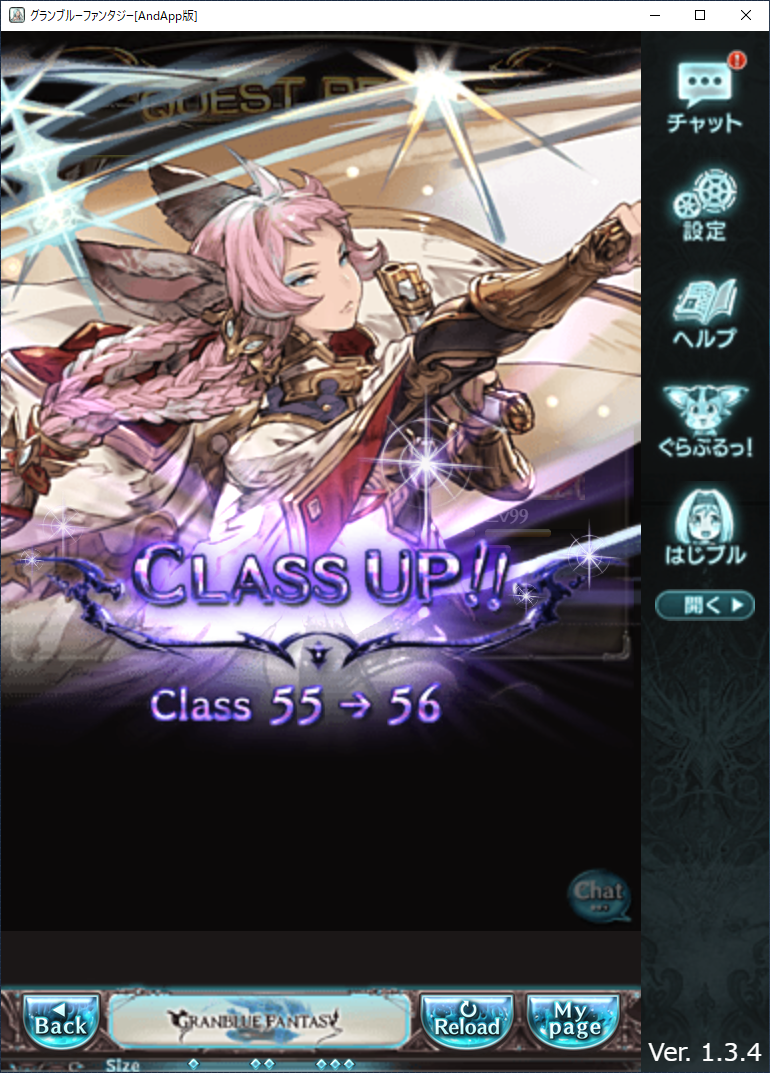 グランブルーファンタジー[AndApp版]
QUEST
チャット
設定
ヘルプ
ぐらぶるっ!
はじブル
開く
Lv99
CLASS UP!!
Class 55 → 56
Chat
Back
GRANBLUE FANTASY
Reload
My page
Size
Ver. 1.3.4